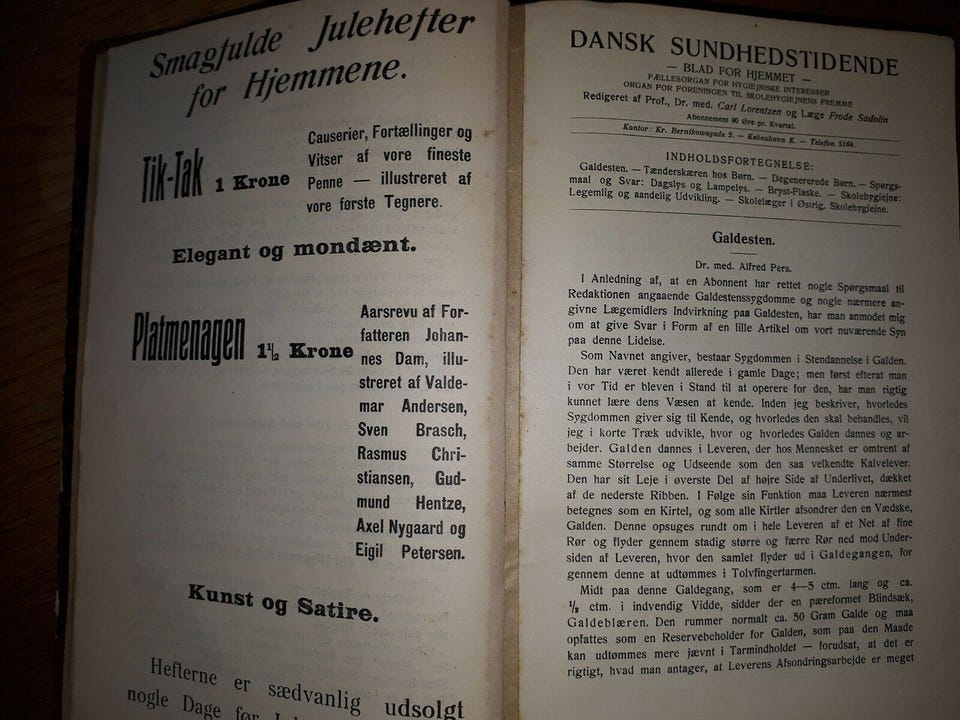 Smagfulde Julehefter
for Hjemmene.
Tik-Tak 1 Krone
Causerier, Fortællinger og
Vitser af vore fineste
Penne — illustreret af
vore første Tegnere.
Elegant og mondænt.
Platmenagen 1½ Krone
Aarsrevu af For-
fatteren Johan-
nes Dam, illu-
streret af Valde-
mar Andersen,
Sven Brasch,
Rasmus Chri-
stiansen, Gud-
mund Hentze,
Axel Nygaard og
Eigil Petersen.
Kunst og Satire.
Hefterne er sædvanlig udsolgt
nogle Dage før
DANSK SUNDHEDSTIDENDE
— BLAD FOR HJEMMET —
FÆLLESORGAN FOR HYGIEJNISKE INTERESSER
ORGAN FOR FORENINGEN TIL SKOLEHYGIEJNENS FREMME
Redigeret af Prof., Dr. med. Carl Lorentzen og Læge Frode Sadolin
Abonnement 90 Øre pr. Kvartal.
Kontor: Kr. Bernikowsgade 2. — København K. — Telefon 5164.
INDHOLDSFORTEGNELSE:
Galdesten. — Tænderskæren hos Børn. — Degenererede Børn. — Spørgs-
maal og Svar: Dagslys og Lampelys. — Bryst-Flaske. — Skolehygiejne:
Legemlig og aandelig Udvikling. — Skolelæger i Østrig. Skolehygiejne.
Galdesten.
Dr. med. Alfred Pers.
I Anledning af, at en Abonnent har rettet nogle Spørgsmaal til
Redaktionen angaaende Galdestenssygdomme og nogle nærmere an-
givne Lægemidlers Indvirkning paa Galdesten, har man anmodet mig
om at give Svar i Form af en lille Artikel om vort nuværende Syn
paa denne Lidelse.
Som Navnet angiver, bestaar Sygdommen i Stendannelse i Galden.
Den har været kendt allerede i gamle Dage; men først efterat man
i vor Tid er bleven i Stand til at operere for den, har man rigtig
kunnet lære dens Væsen at kende. Inden jeg beskriver, hvorledes
Sygdommen giver sig til Kende, og hvorledes den skal behandles, vil
jeg i korte Træk udvikle, hvor og hvorledes Galden dannes og ar-
bejder. Galden dannes i Leveren, der hos Mennesket er omtrent af
samme Størrelse og Udseende som den saa velkendte Kalvelever.
Den har sit Leje i øverste Del af højre Side af Underlivet, dækket
af de nederste Ribben. I Følge sin Funktion maa Leveren nærmest
betegnes som en Kirtel, og som alle Kirtler afsondrer den en Vædske,
Galden. Denne opsuges rundt om i hele Leveren af et Net af fine
Rør og flyder gennem stadig større og færre Rør ned mod Under-
siden af Leveren, hvor den samlet flyder ud i Galdegangen, for
gennem denne at udtømmes i Tolvfingertarmen.
Midt paa denne Galdegang, som er 4—5 ctm. lang og ca.
½ ctm. i indvendig Vidde, sidder der en pæreformet Blindsæk,
Galdeblæren. Den rummer normalt ca. 50 Gram Galde og maa
opfattes som en Reservebeholder for Galden, som paa den Maade
kan udtømmes mere jævnt i Tarmindholdet — forudsat, at det er
rigtigt, hvad man antager, at Leverens Afsondringsarbejde er meget